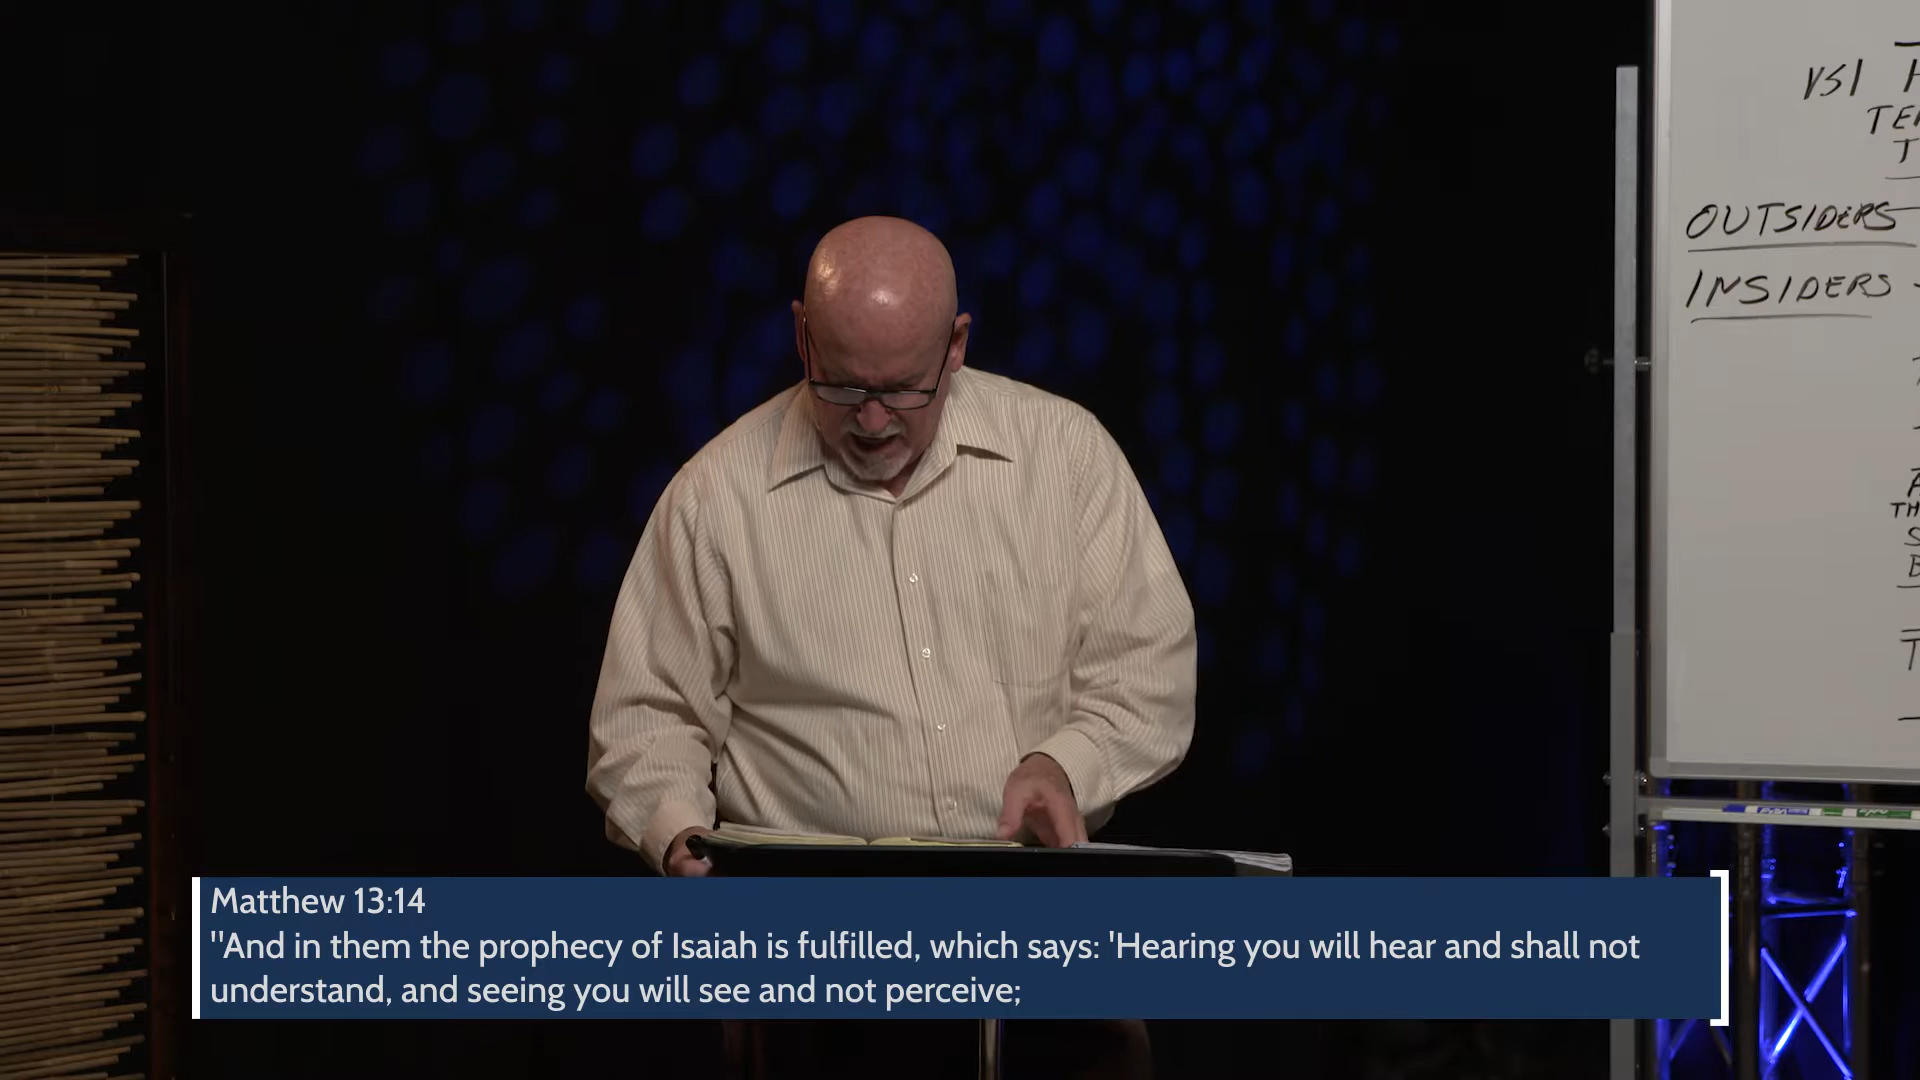 VSI
OUTSIDERS
INSIDERS
Matthew 13:14
"And in them the prophecy of Isaiah is fulfilled, which says: 'Hearing you will hear and shall not
understand, and seeing you will see and not perceive;